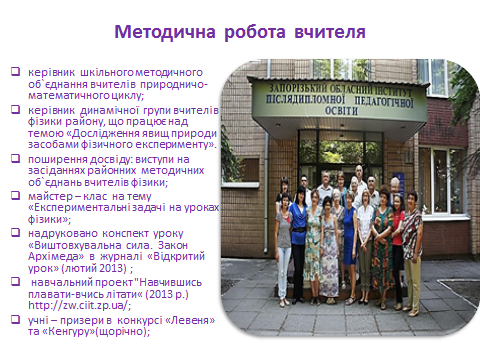 Методична робота вчителя
керівник шкільного методичного
об`єднання вчителів природничо-
математичного циклу;
керівник динамічної групи вчителів
фізики району, що працює над
темою «Дослідження явищ природи
засобами фізичного експерименту».
поширення досвіду: виступи на
засіданнях районних методичних
об`єднань вчителів фізики;
майстер – клас на тему
«Експериментальні задачі на уроках
фізики»;
надруковано конспект уроку
«Виштовхувальна сила. Закон
Архімеда» в журналі «Відкритий
урок» (лютий 2013) ;
навчальний проект "Навчившись
плавати-вчись літати" (2013 р.)
http://zw.ciit.zp.ua/;
учні – призери в конкурсі «Левеня»
та «Кенгуру»(щорічно);
ЗАПОРІЗЬКИЙ ОБЛАСНИЙ ІНСТИТУТ
ПІСЛЯДИПЛОМНОЇ ПЕДАГОГІЧНОЇ
ОСВІТИ